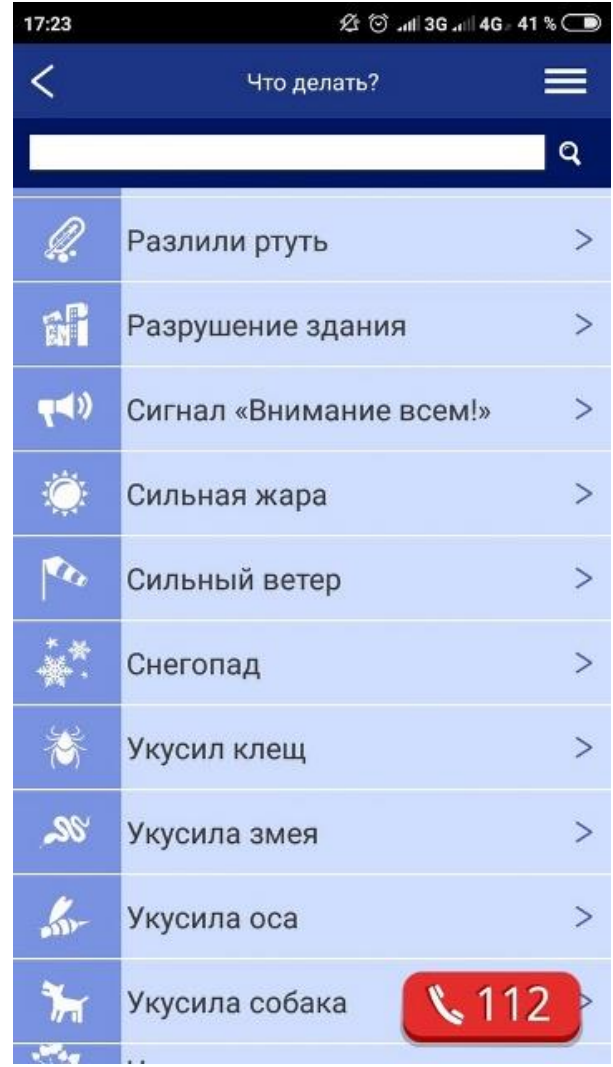 17:23 3G 4G 41 %
Что делать?
Разлили ртуть
Разрушение здания
Сигнал «Внимание всем!»
Сильная жара
Сильный ветер
Снегопад
Укусил клещ
Укусила змея
Укусила оса
Укусила собака
112